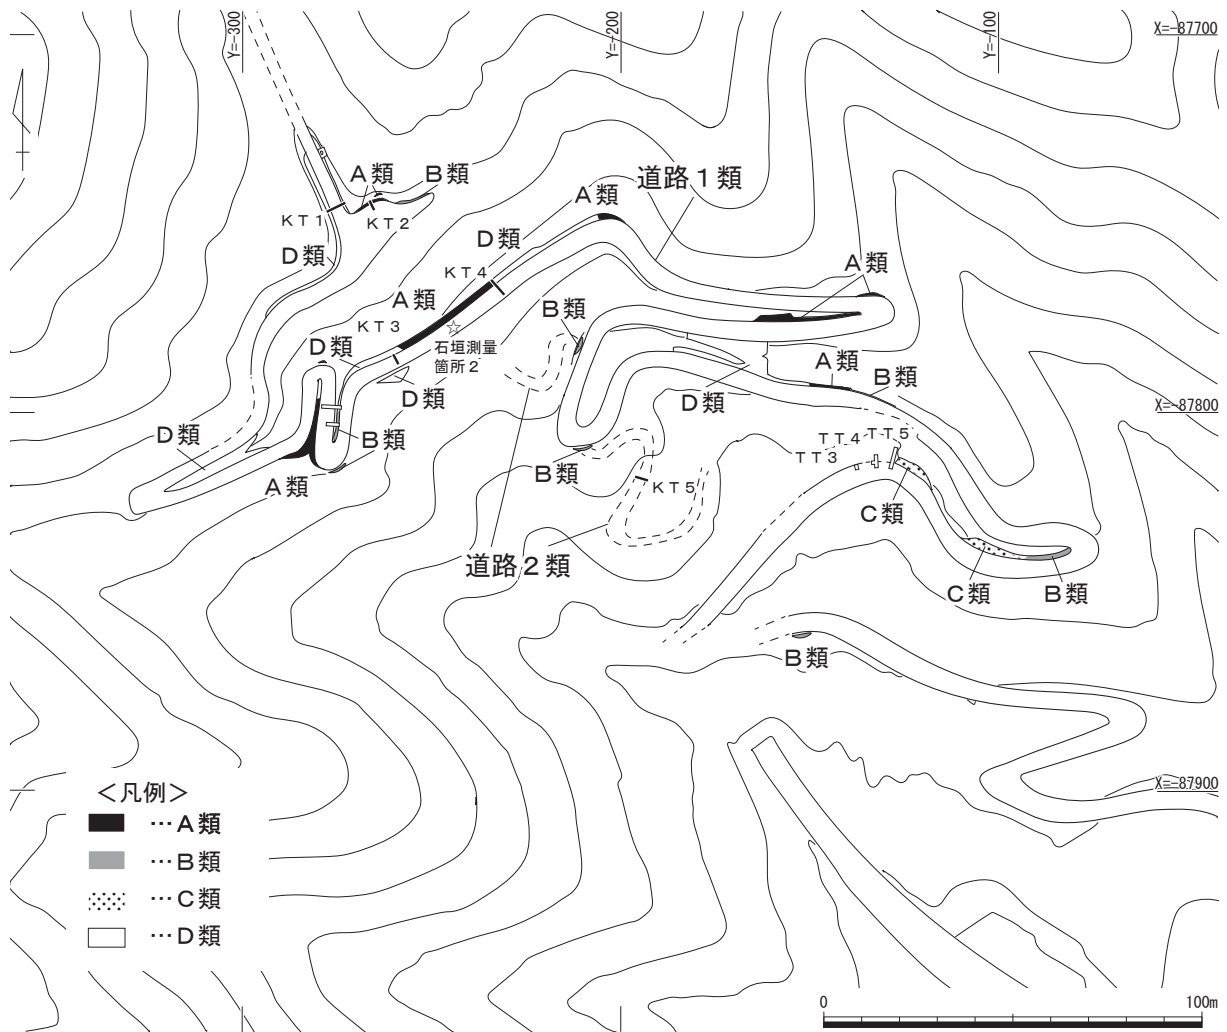 Y=-300
Y=-200
Y=-100
X=-87700
A類
B類
道路1類
A類
KT1
KT2
D類
D類
KT4
A類
A類
B類
KT3
☆
石垣測量
箇所2
D類
D類
A類
B類
D類
X=-87800
D類
B類
TT4
TT5
TT3
B類
A類
KT5
C類
道路2類
C類
B類
B類
X=-87900
<凡例>
…A類
…B類
…C類
…D類
0
100m